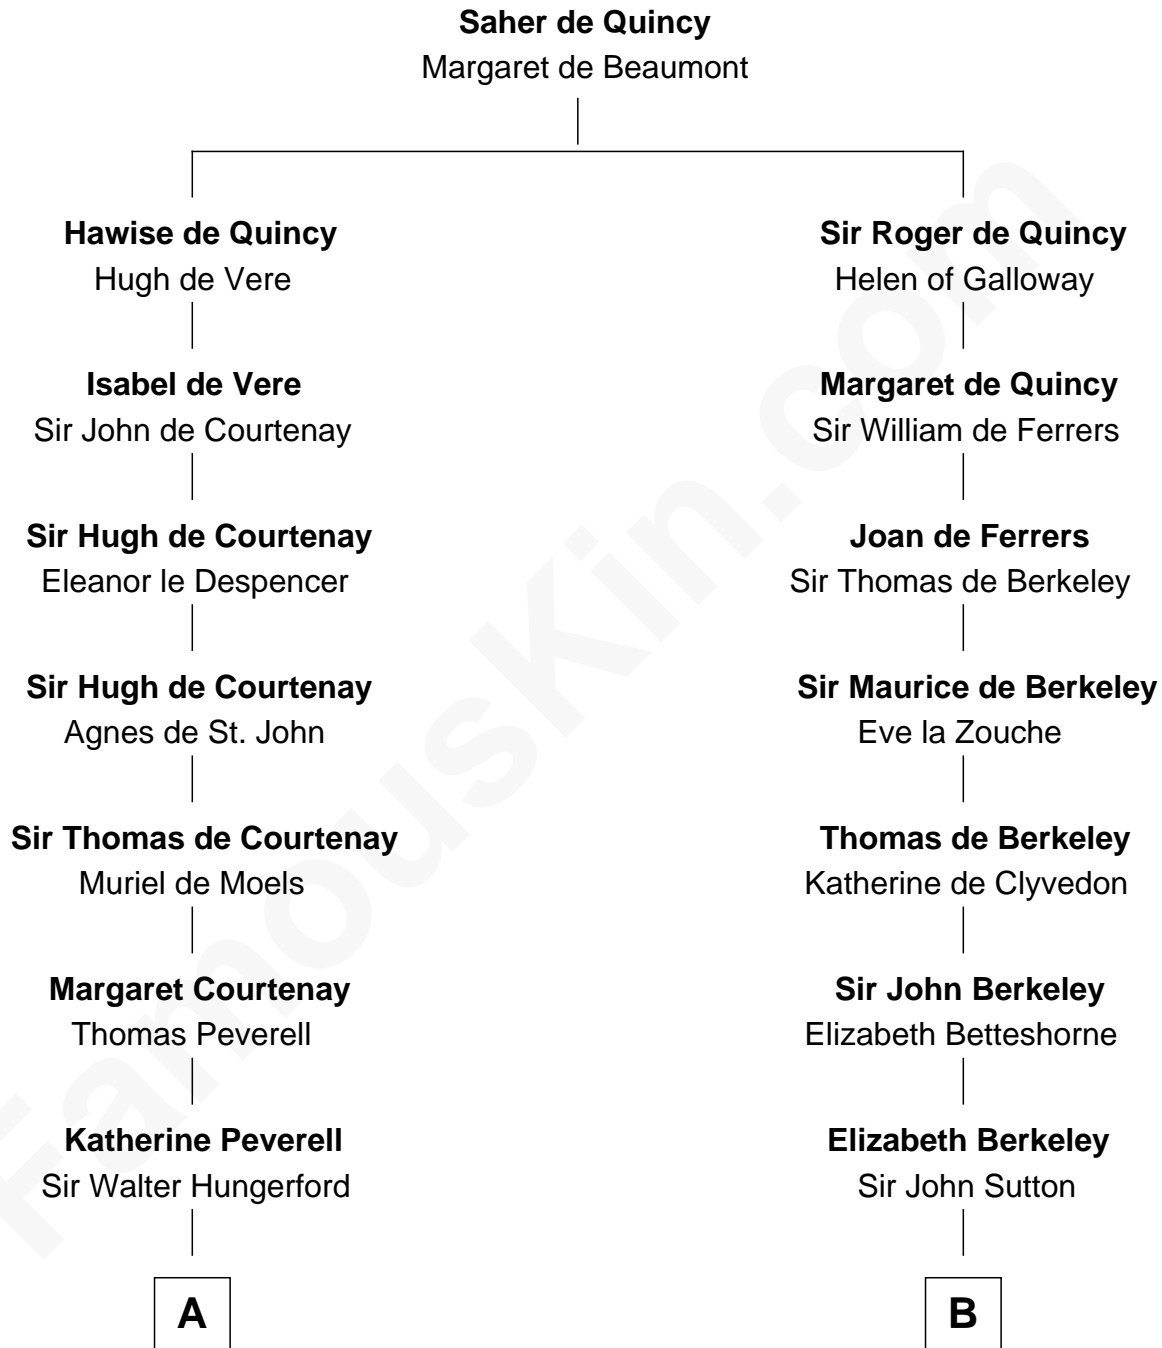 Saher de Quincy
Margaret de Beaumont
Hawise de Quincy
Hugh de Vere
Isabel de Vere
Sir John de Courtenay
Sir Hugh de Courtenay
Eleanor le Despencer
Sir Hugh de Courtenay
Agnes de St. John
Sir Thomas de Courtenay
Muriel de Moels
Margaret Courtenay
Thomas Peverell
Katherine Peverell
Sir Walter Hungerford
A
Sir Roger de Quincy
Helen of Galloway
Margaret de Quincy
Sir William de Ferrers
Joan de Ferrers
Sir Thomas de Berkeley
Sir Maurice de Berkeley
Eve la Zouche
Thomas de Berkeley
Katherine de Clyvedon
Sir John Berkeley
Elizabeth Betteshorne
Elizabeth Berkeley
Sir John Sutton
B
FamousKin.com